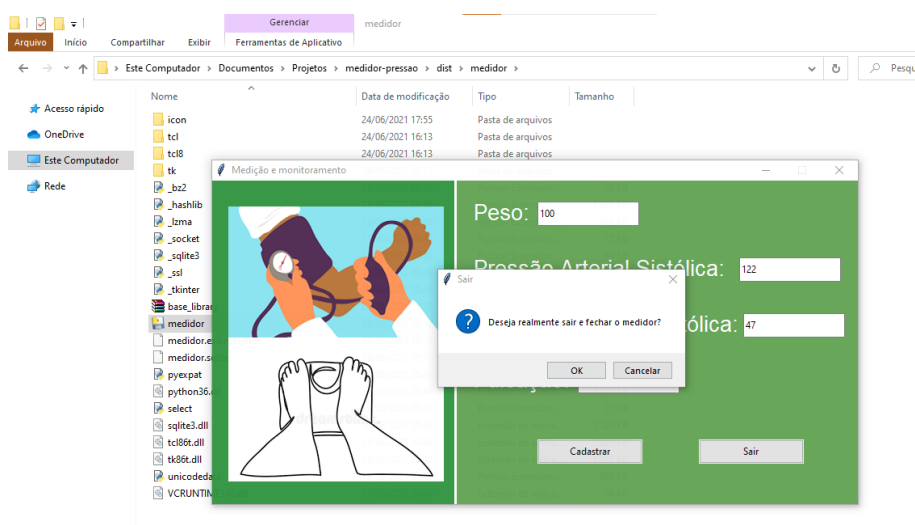 Gerenciar
medidor
Arquivo
Início
Compartilhar
Exibir
Ferramentas de Aplicativo
Este Computador > Documentos > Projetos > medidor-pressao > dist > medidor >
Pesqu
Acesso rápido
OneDrive
Este Computador
Rede
Nome
Data de modificação
Tipo
Tamanho
icon 24/06/2021 17:55 Pasta de arquivos
tcl 24/06/2021 16:13 Pasta de arquivos
tcl8 24/06/2021 16:13 Pasta de arquivos
tk
_bz2
_hashlib
_lzma
_socket
_sqlite3
_ssl
_tkinter
base_librar
medidor
medidor.e
medidor.s
pyexpat
python36.
select
sqlite3.dll
tcl86t.dll
tk86t.dll
unicodeda
VCRUNTIM
Medição e monitoramento
Peso: 100
Pressão Arterial Sistólica: 122
ólica: 47
Sair
Deseja realmente sair e fechar o medidor?
OK
Cancelar
Cadastrar
Sair